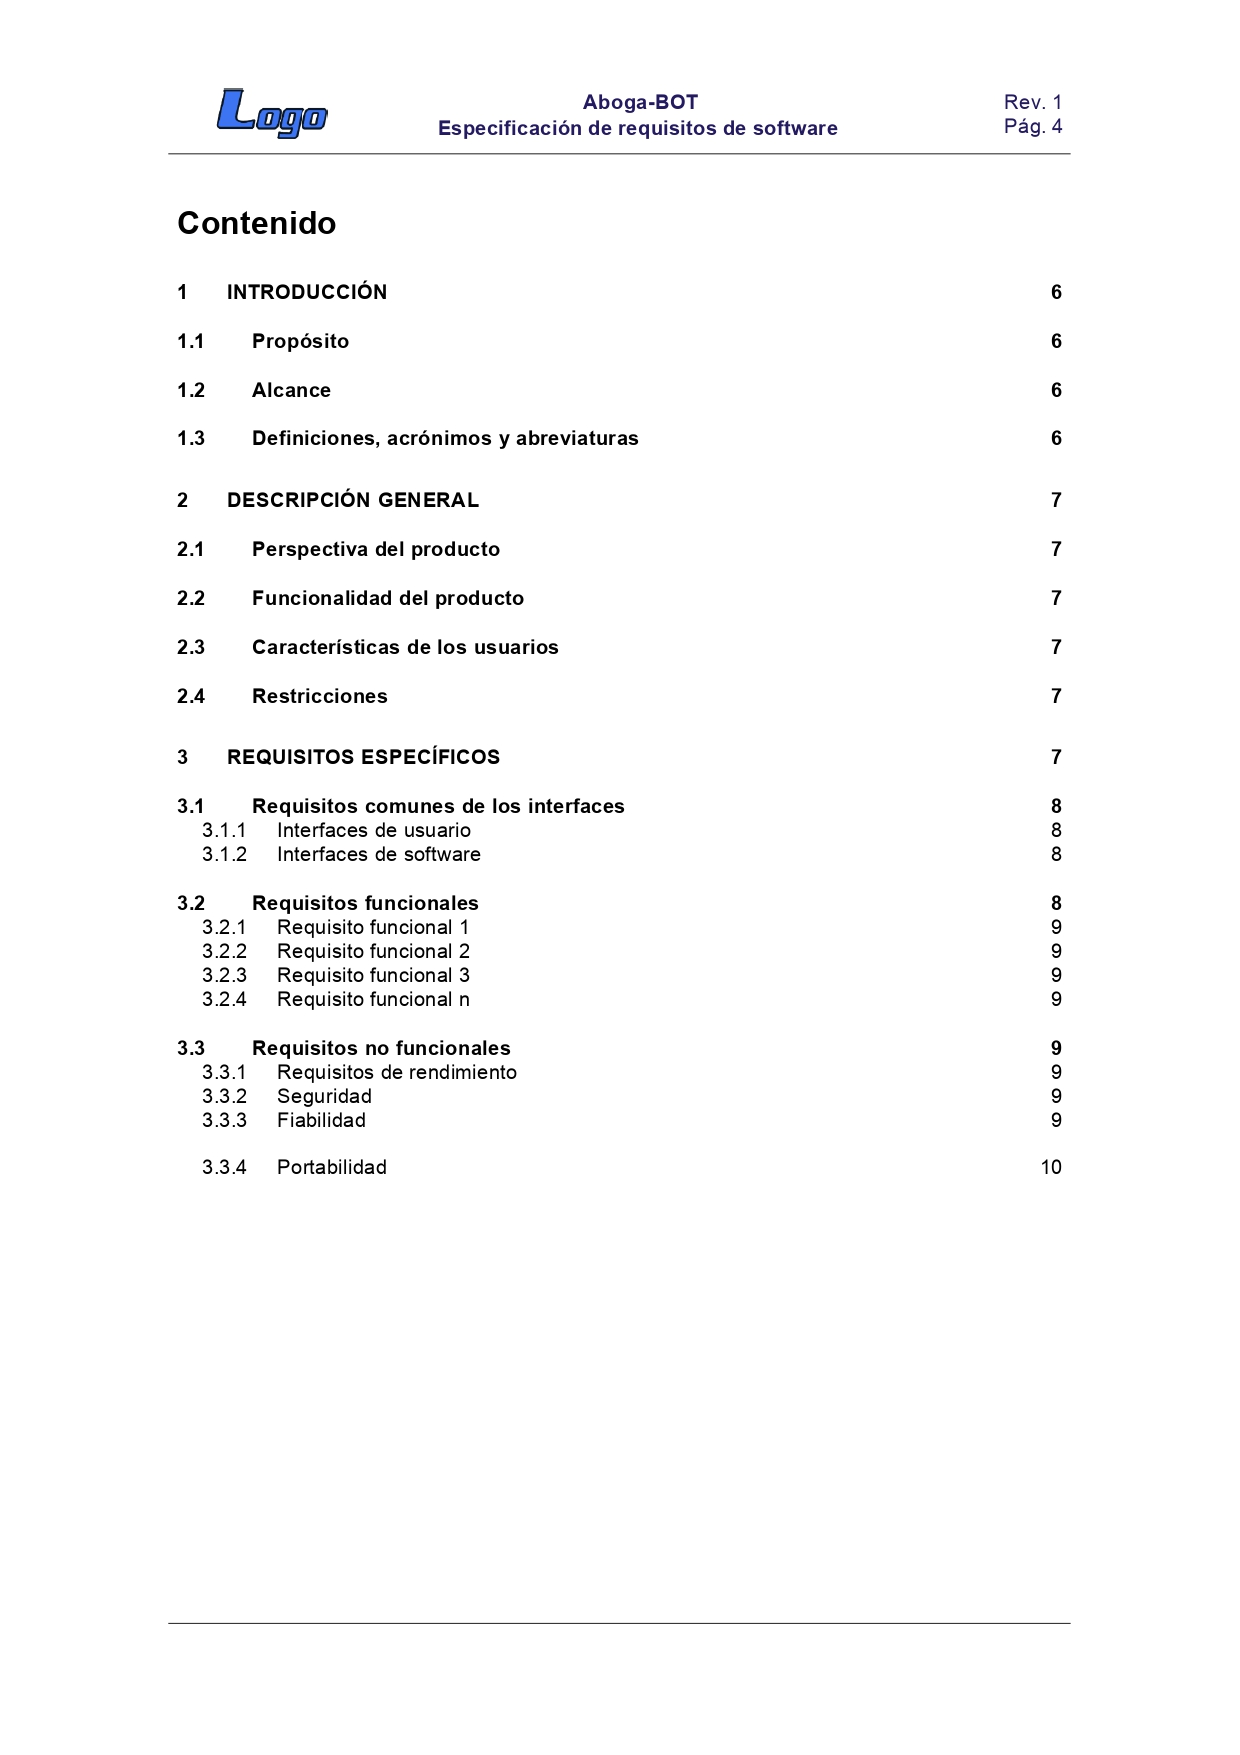 Logo
Aboga-BOT
Especificación de requisitos de software
Rev. 1
Pág. 4
Contenido
1 INTRODUCCIÓN 6
1.1 Propósito 6
1.2 Alcance 6
1.3 Definiciones, acrónimos y abreviaturas 6
2 DESCRIPCIÓN GENERAL 7
2.1 Perspectiva del producto 7
2.2 Funcionalidad del producto 7
2.3 Características de los usuarios 7
2.4 Restricciones 7
3 REQUISITOS ESPECÍFICOS 7
3.1 Requisitos comunes de los interfaces 8
3.1.1 Interfaces de usuario 8
3.1.2 Interfaces de software 8
3.2 Requisitos funcionales 8
3.2.1 Requisito funcional 1 9
3.2.2 Requisito funcional 2 9
3.2.3 Requisito funcional 3 9
3.2.4 Requisito funcional n 9
3.3 Requisitos no funcionales 9
3.3.1 Requisitos de rendimiento 9
3.3.2 Seguridad 9
3.3.3 Fiabilidad 9
3.3.4 Portabilidad 10